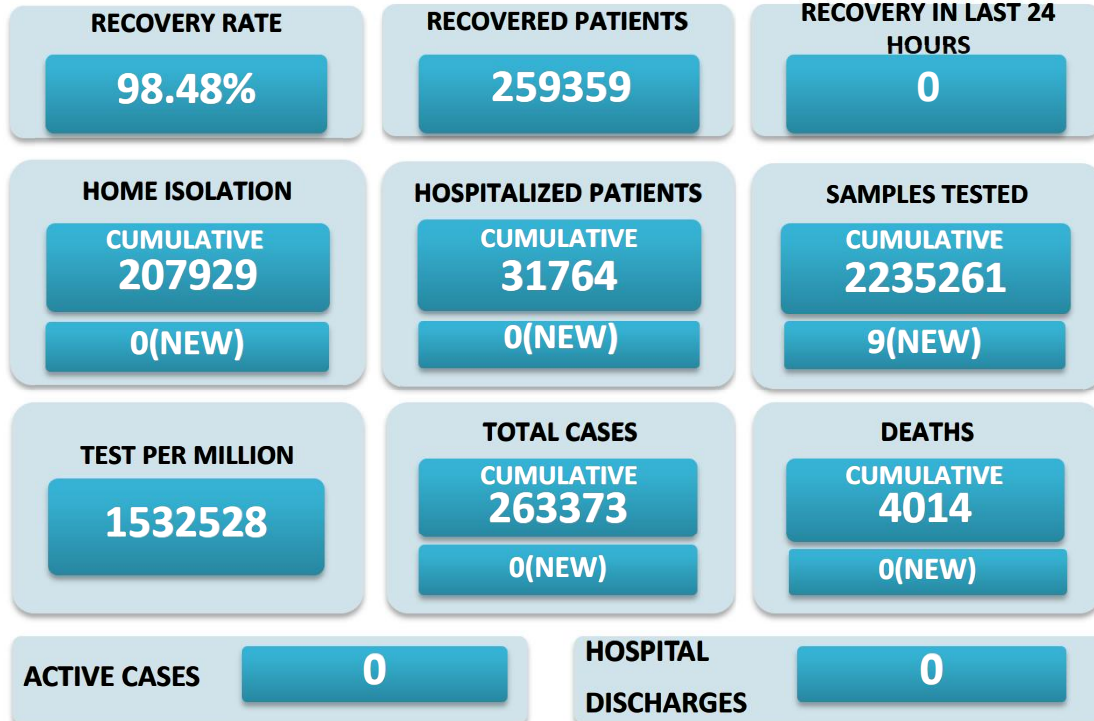 RECOVERY RATE
98.48%
RECOVERED PATIENTS
259359
RECOVERY IN LAST 24
HOURS
0
HOME ISOLATION
CUMULATIVE
207929
0(NEW)
HOSPITALIZED PATIENTS
CUMULATIVE
31764
0(NEW)
SAMPLES TESTED
CUMULATIVE
2235261
9(NEW)
TEST PER MILLION
1532528
TOTAL CASES
CUMULATIVE
263373
0(NEW)
DEATHS
CUMULATIVE
4014
0(NEW)
ACTIVE CASES
0
HOSPITAL
DISCHARGES
0